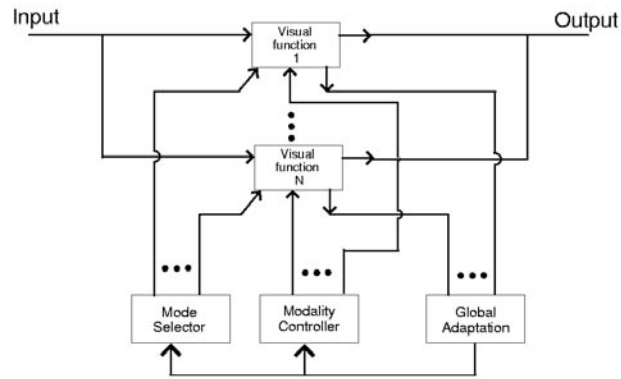 Input
Output
Visual
function
1
Visual
function
N
Mode
Selector
Modality
Controller
Global
Adaptation